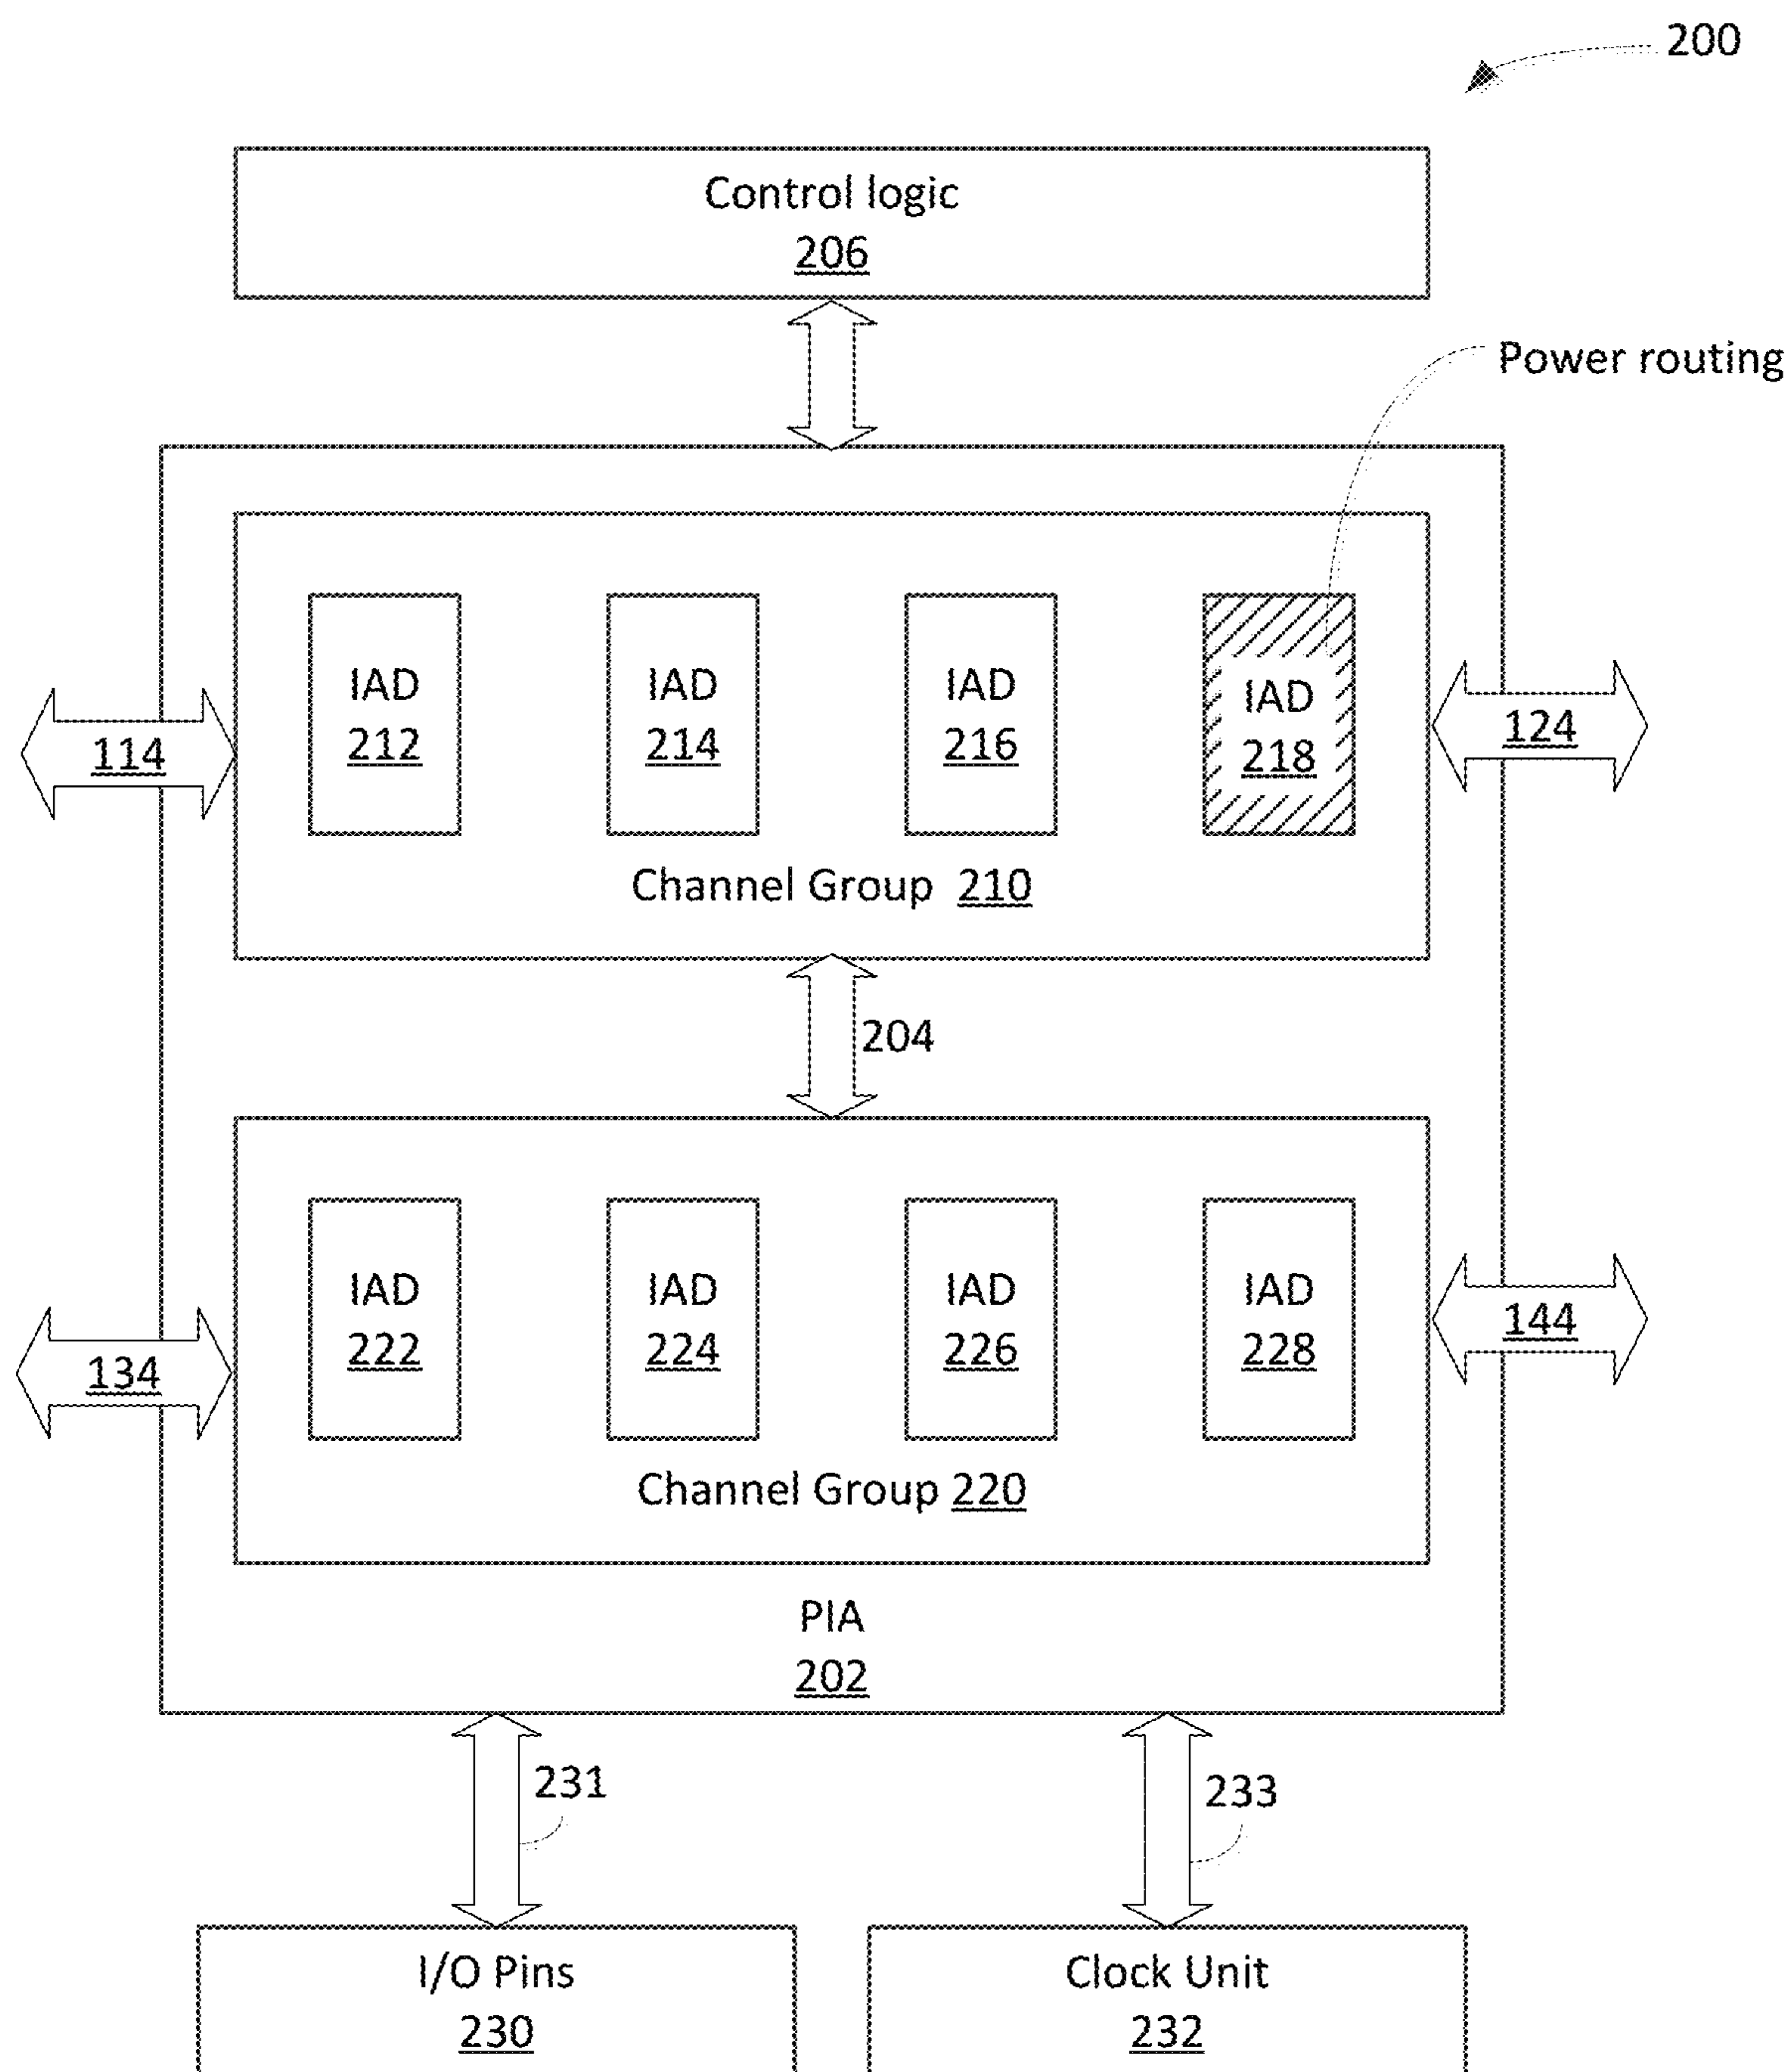 200
Control logic
206
Power routing
IAD
212
IAD
214
IAD
216
IAD
218
114
124
Channel Group 210
204
IAD
222
IAD
224
IAD
226
IAD
228
134
144
Channel Group 220
PIA
202
231
233
I/O Pins
230
Clock Unit
232